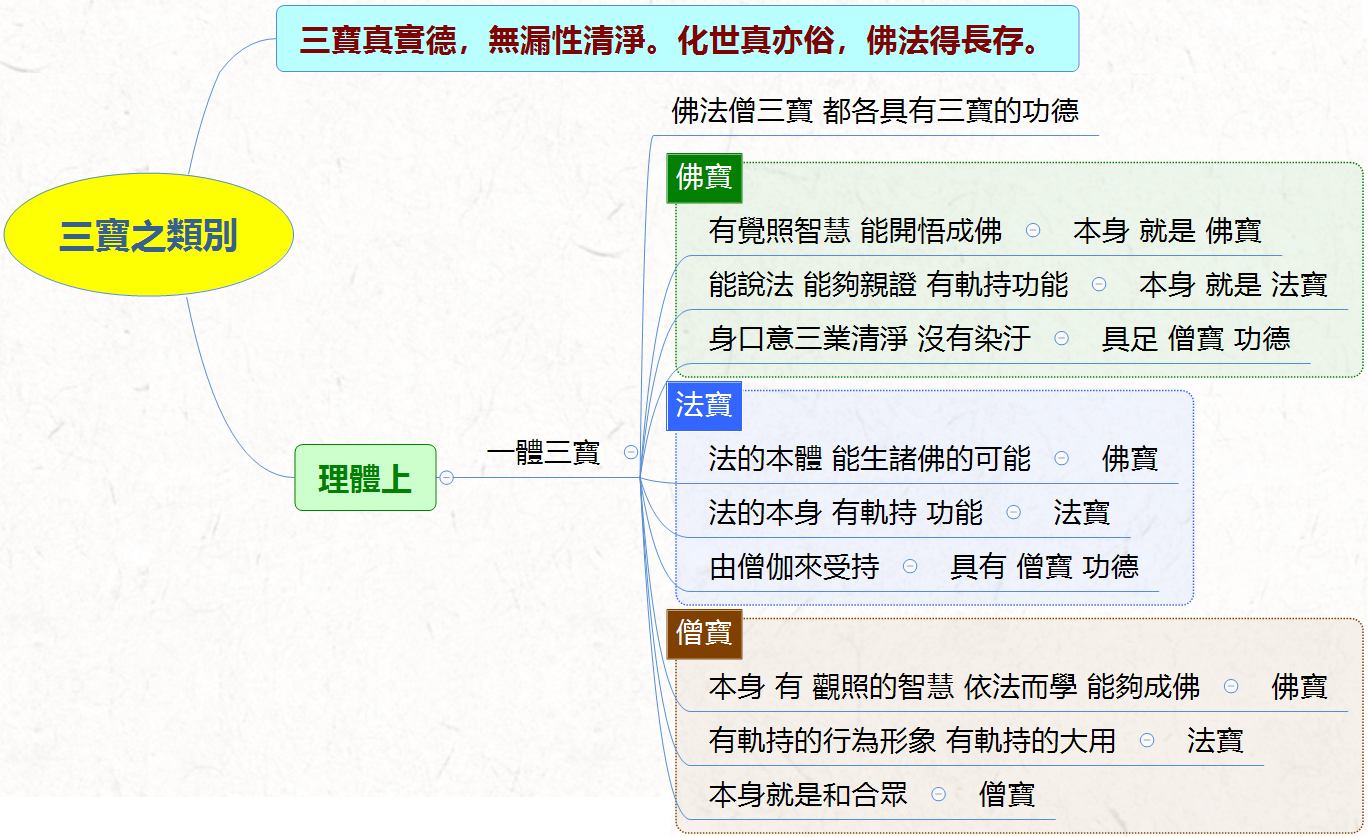 三寶真實德，無漏性清淨。化世真亦俗，佛法得長存。
三寶之類別
理體上
一體三寶
佛法僧三寶 都各具有三寶的功德
佛寶
有覺照智慧 能開悟成佛 本身 就是 佛寶
能說法 能夠親證 有軌持功能 本身 就是 法寶
身口意三業清淨 沒有染汙 具足 僧寶 功德
法寶
法的本體 能生諸佛的可能 佛寶
法的本身 有軌持 功能 法寶
由僧伽來受持 具有 僧寶 功德
僧寶
本身 有 觀照的智慧 依法而學 能夠成佛 佛寶
有軌持的行為形象 有軌持的大用 法寶
本身就是和合眾 僧寶